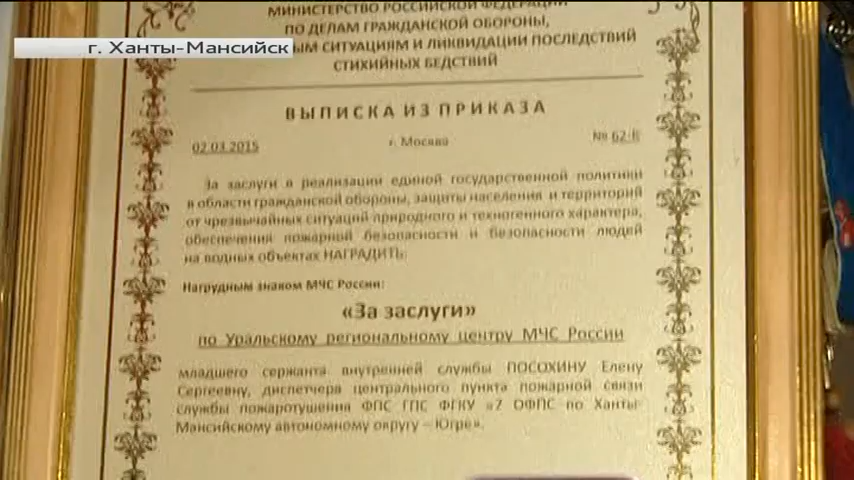 г. Ханты-Мансийск
МИНИСТЕРСТВО РОССИЙСКОЙ ФЕДЕРАЦИИ
ПО ДЕЛАМ ГРАЖДАНСКОЙ ОБОРОНЫ,
ЫМ СИТУАЦИЯМ И ЛИКВИДАЦИИ ПОСЛЕДСТВИЙ
СТИХИЙНЫХ БЕДСТВИЙ
ВЫПИСКА ИЗ ПРИКАЗА
02.03.2015 г. Москва № 62-К
За заслуги в реализации единой государственной политики
в области гражданской обороны, защиты населения и территорий
от чрезвычайных ситуаций природного и техногенного характера,
обеспечения пожарной безопасности и безопасности людей
на водных объектах НАГРАДИТЬ:
Нагрудным знаком МЧС России:
«За заслуги»
по Уральскому региональному центру МЧС России
младшего сержанта внутренней службы ПОСОХИНУ Елену
Сергеевну, диспетчера центрального пункта пожарной связи
службы пожаротушения ФПС ГПС ФГКУ «7 ОФПС по Ханты-
Мансийскому автономному округу – Югре».